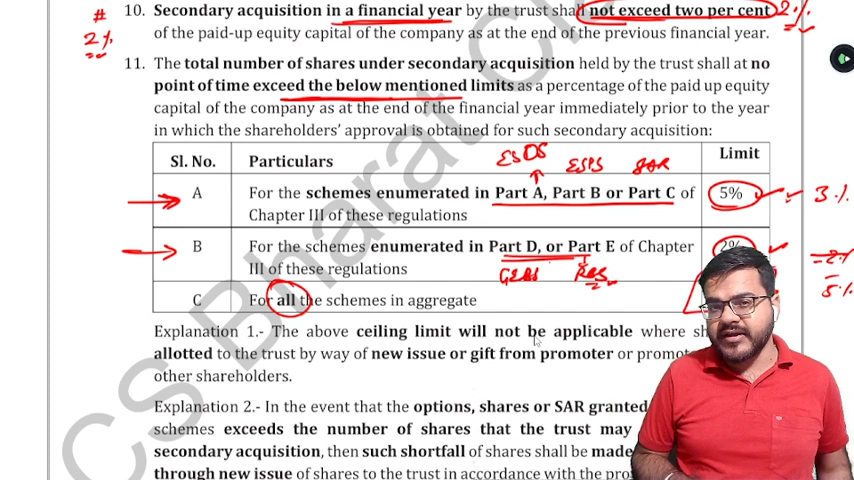 10. Secondary acquisition in a financial year by the trust shall not exceed two per cent 2%
# 2% of the paid-up equity capital of the company as at the end of the previous financial year.
11. The total number of shares under secondary acquisition held by the trust shall at no
point of time exceed the below mentioned limits as a percentage of the paid up equity
capital of the company as at the end of the financial year immediately prior to the year
in which the shareholders' approval is obtained for such secondary acquisition:
ESOS ESPS SAR
Sl. No. Particulars Limit
A For the schemes enumerated in Part A, Part B or Part C of 5% 3%
Chapter III of these regulations
B For the schemes enumerated in Part D, or Part E of Chapter 2%
III of these regulations GEBS RBS 5%
C For all the schemes in aggregate
Explanation 1.- The above ceiling limit will not be applicable where
allotted to the trust by way of new issue or gift from promoter or
other shareholders.
Explanation 2.- In the event that the options, shares or SAR granted
schemes exceeds the number of shares that the trust may
secondary acquisition, then such shortfall of shares shall be made
through new issue of shares to the trust in accordance with the
CS Bharat